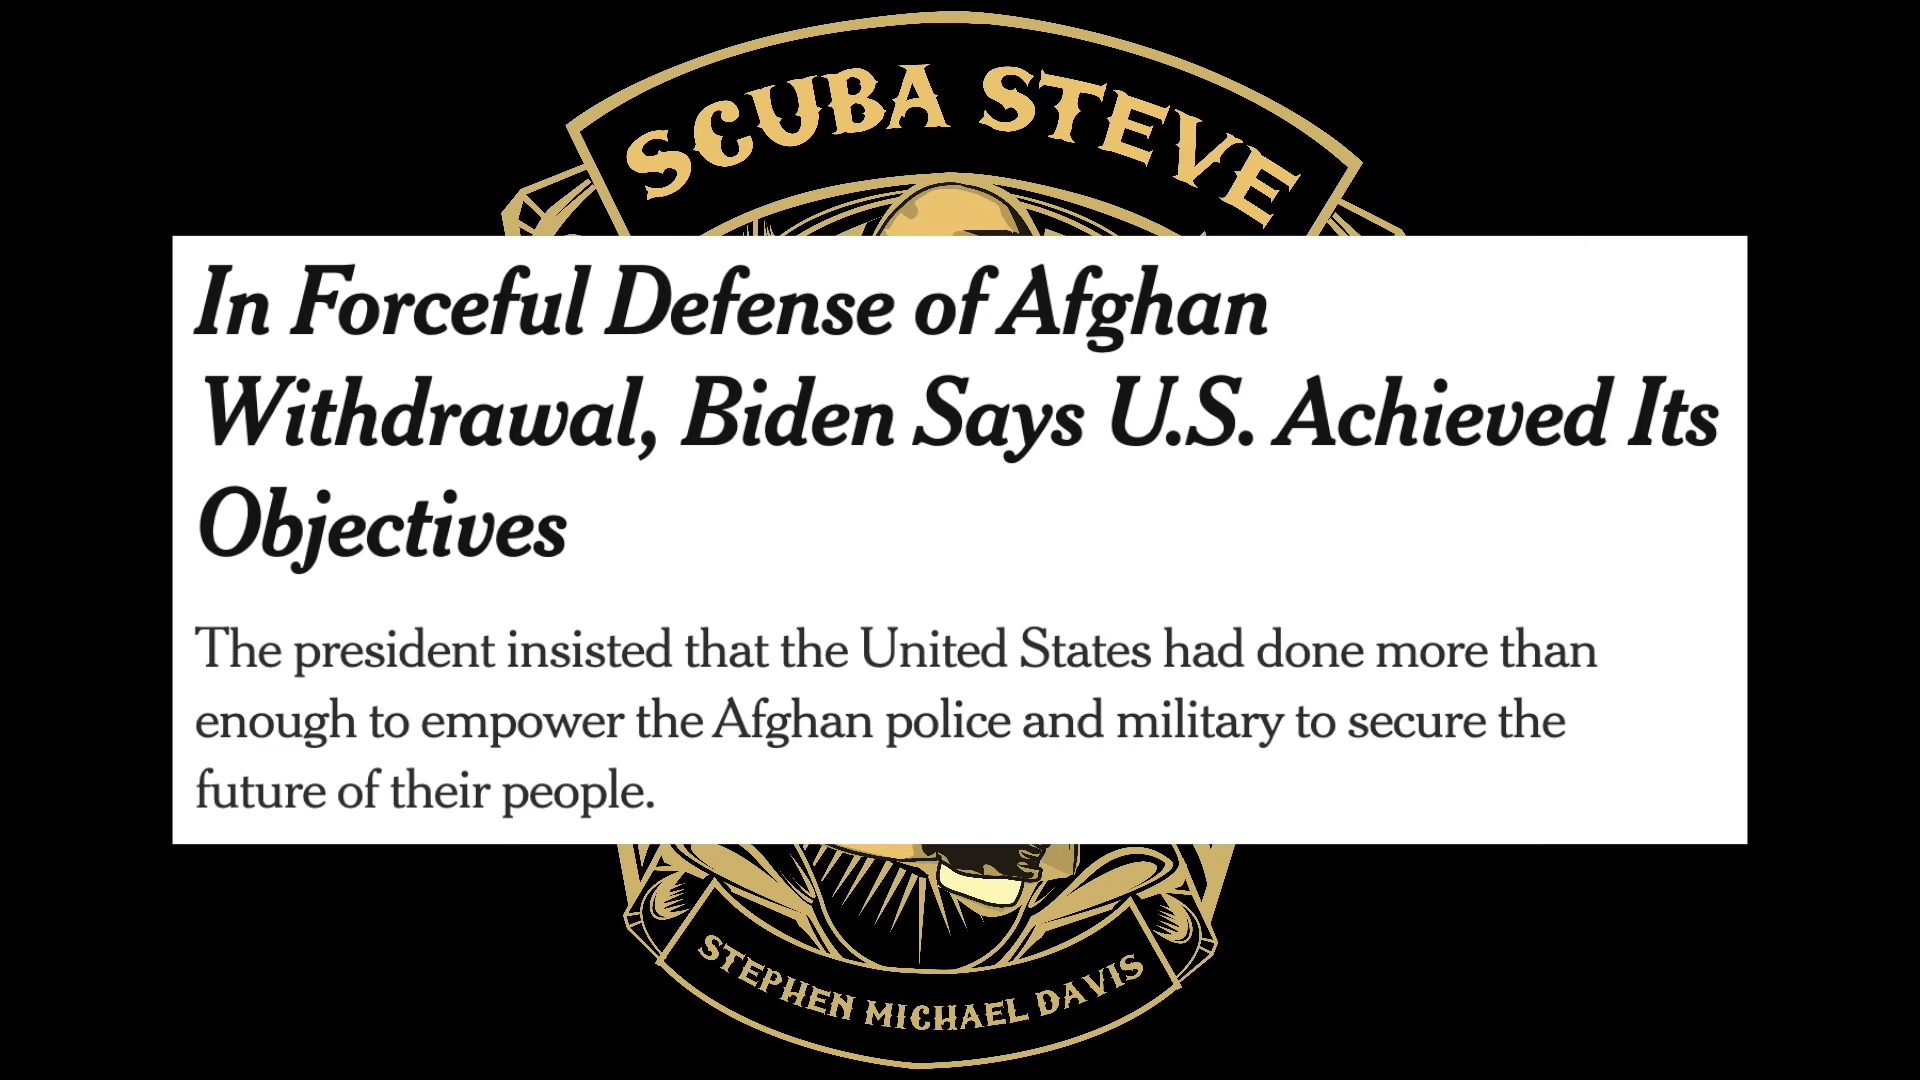 SCUBA STEVE
In Forceful Defense of Afghan
Withdrawal, Biden Says U.S. Achieved Its
Objectives
The president insisted that the United States had done more than
enough to empower the Afghan police and military to secure the
future of their people.
STEPHEN MICHAEL DAVIS